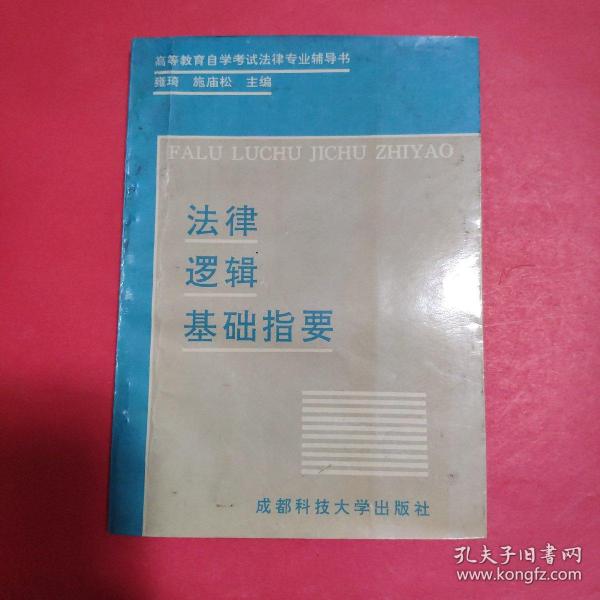 高等教育自学考试法律专业辅导书
雍琦 施庙松 主编
FALU LUCHU JICHU ZHIYAO
法律
逻辑
基础指要
成都科技大学出版社
孔夫子旧书网
www.kongfz.com